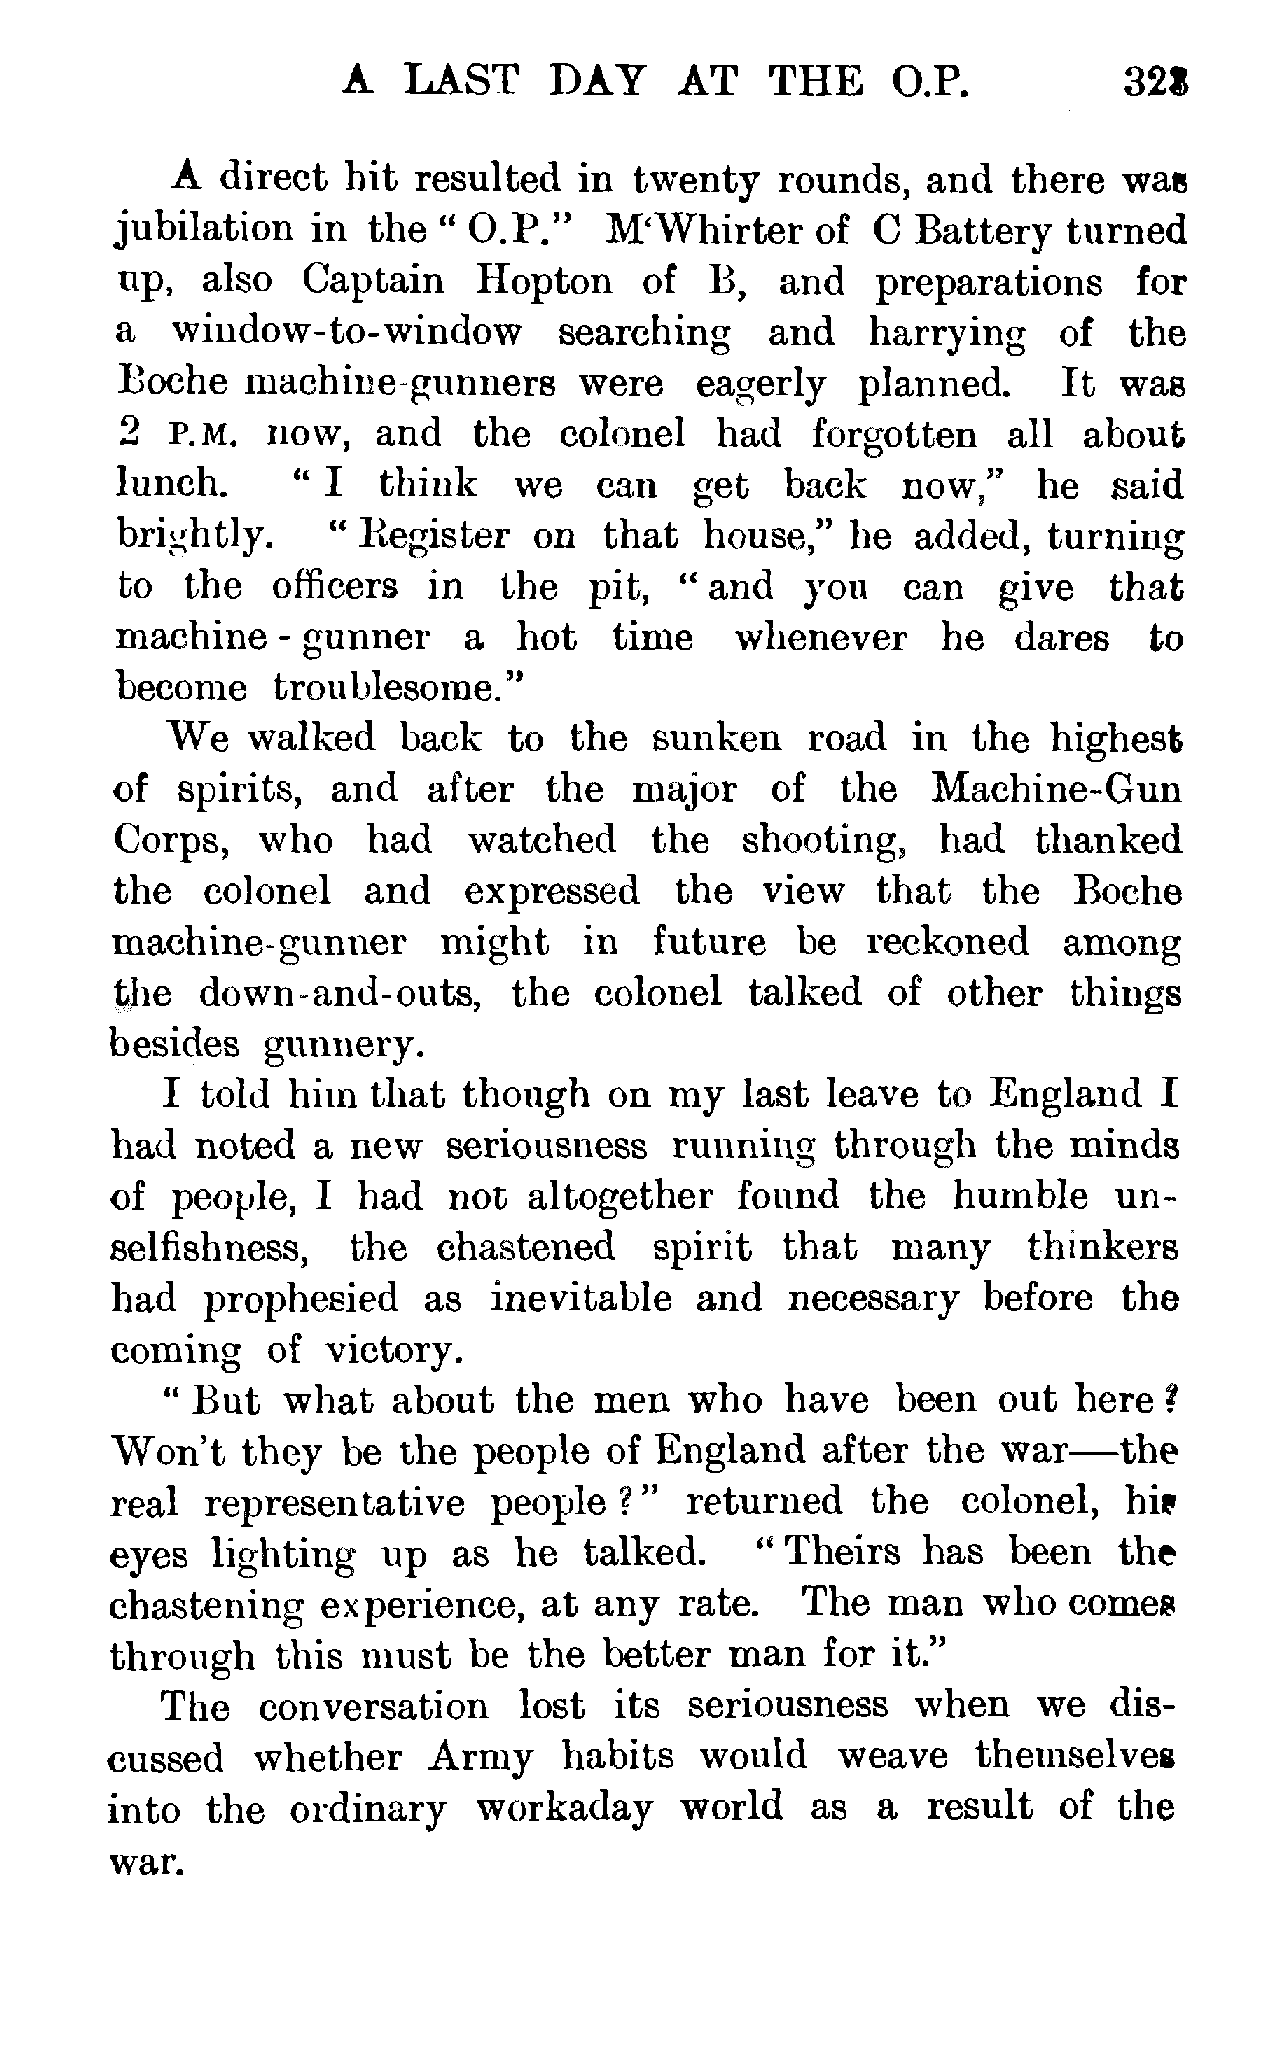 A LAST DAY AT THE O.P. 323
A direct hit resulted in twenty rounds, and there was
jubilation in the “ O.P.” M‘Whirter of C Battery turned
up, also Captain Hopton of B, and preparations for
a window-to-window searching and harrying of the
Boche machine-gunners were eagerly planned. It was
2 P.M. now, and the colonel had forgotten all about
lunch. “ I think we can get back now,” he said
brightly. “ Register on that house,” he added, turning
to the officers in the pit, “ and you can give that
machine - gunner a hot time whenever he dares to
become troublesome.”
We walked back to the sunken road in the highest
of spirits, and after the major of the Machine-Gun
Corps, who had watched the shooting, had thanked
the colonel and expressed the view that the Boche
machine-gunner might in future be reckoned among
the down-and-outs, the colonel talked of other things
besides gunnery.
I told him that though on my last leave to England I
had noted a new seriousness running through the minds
of people, I had not altogether found the humble un-
selfishness, the chastened spirit that many thinkers
had prophesied as inevitable and necessary before the
coming of victory.
“ But what about the men who have been out here ?
Won't they be the people of England after the war—the
real representative people ? ” returned the colonel, his
eyes lighting up as he talked. “ Theirs has been the
chastening experience, at any rate. The man who comes
through this must be the better man for it.”
The conversation lost its seriousness when we dis-
cussed whether Army habits would weave themselves
into the ordinary workaday world as a result of the
war.